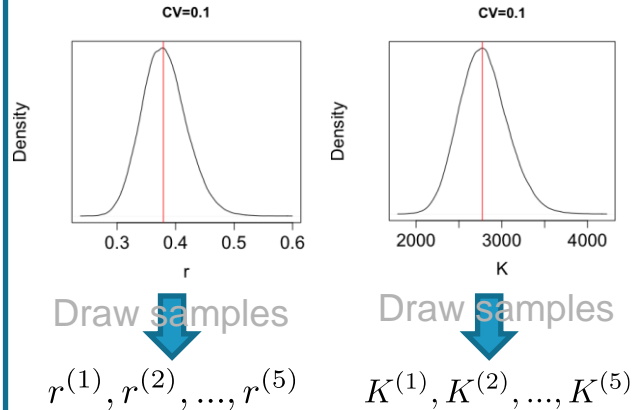 CV=0.1
Density
0.3 0.4 0.5 0.6
r
Draw samples
r^{(1)}, r^{(2)}, ..., r^{(5)}
CV=0.1
Density
2000 3000 4000
K
Draw samples
K^{(1)}, K^{(2)}, ..., K^{(5)}